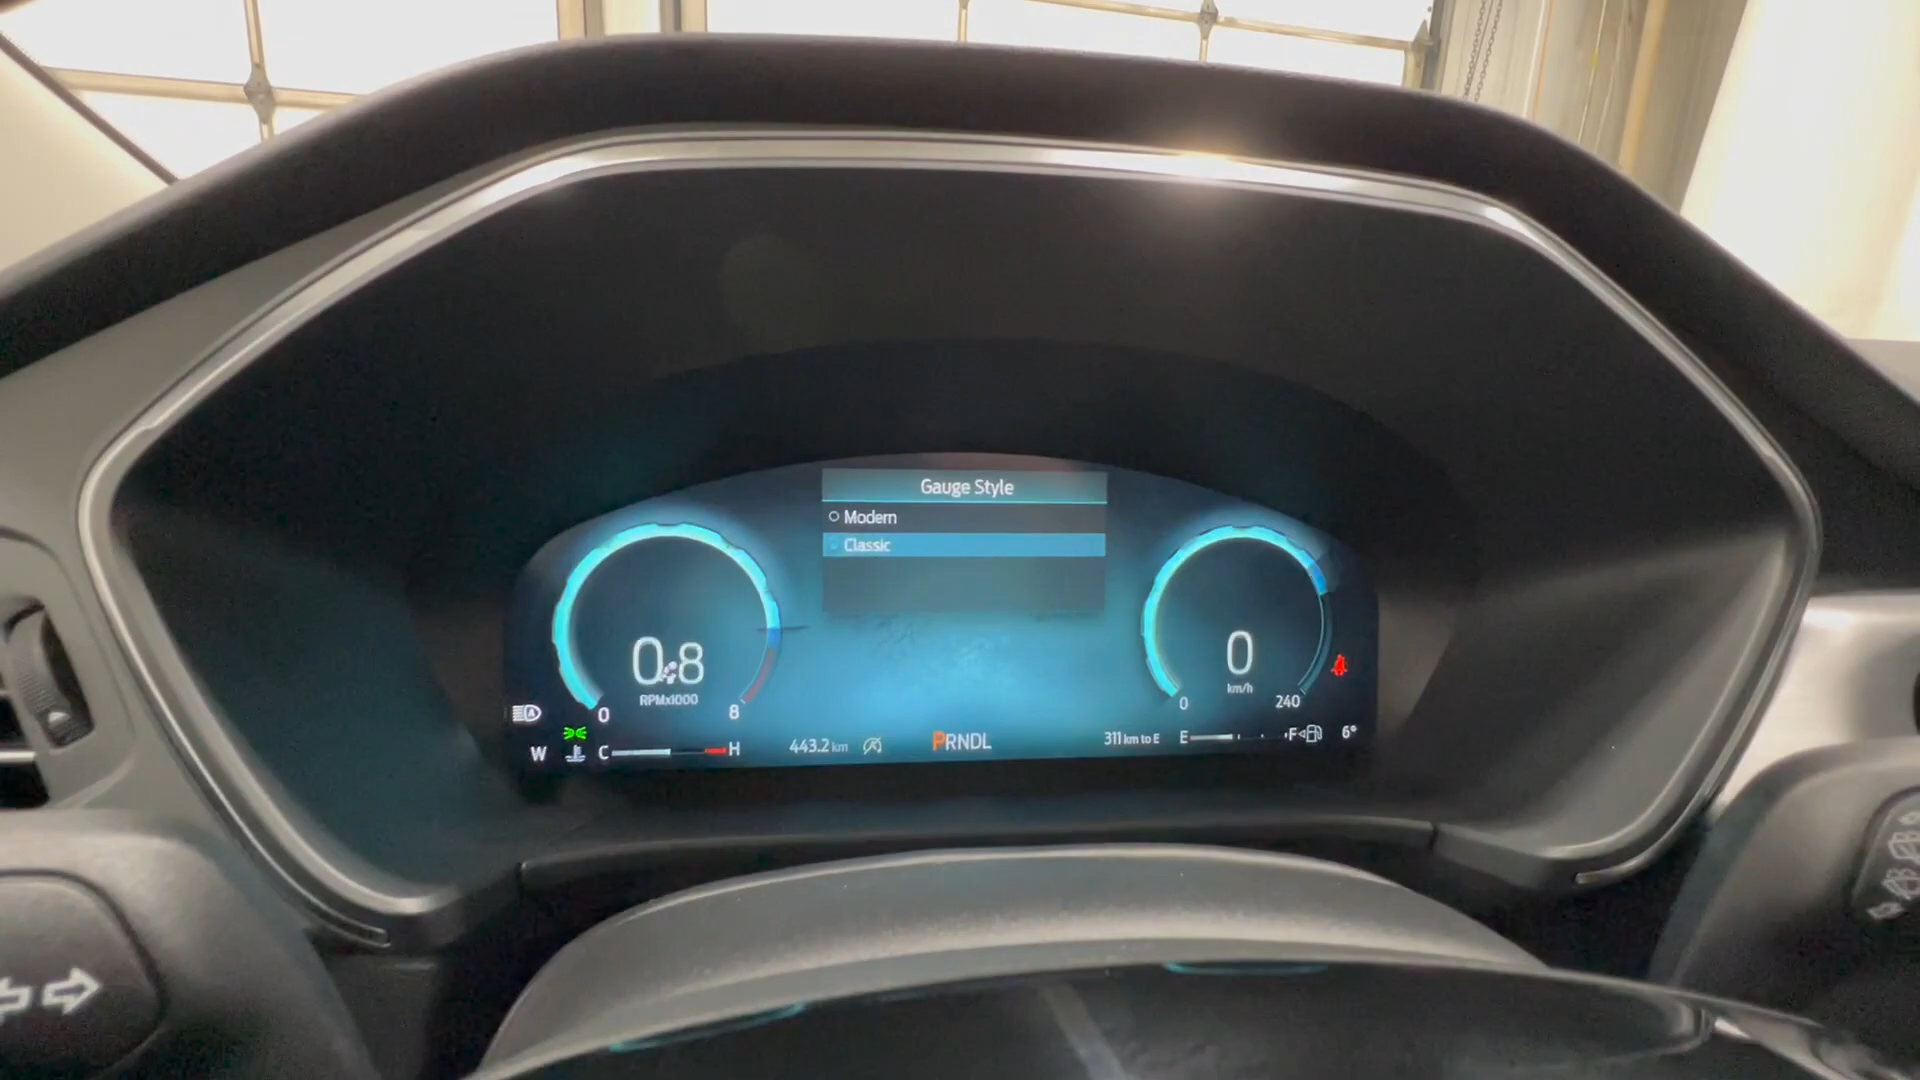 Gauge Style
Modern
Classic
0.8
RPMx1000
0 8
0
km/h
0 240
W C H
443.2 km
PRNDL
311 km to E
E F
6°